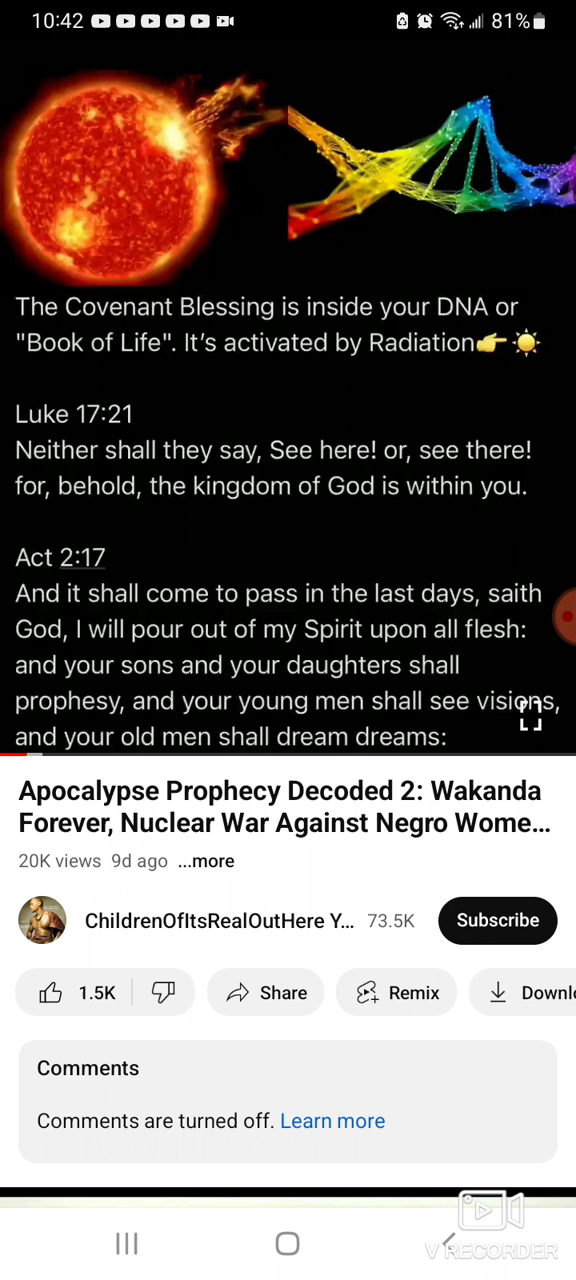 10:42 81%
The Covenant Blessing is inside your DNA or
"Book of Life". It's activated by Radiation👉☀️
Luke 17:21
Neither shall they say, See here! or, see there!
for, behold, the kingdom of God is within you.
Act 2:17
And it shall come to pass in the last days, saith
God, I will pour out of my Spirit upon all flesh:
and your sons and your daughters shall
prophesy, and your young men shall see visions,
and your old men shall dream dreams:
Apocalypse Prophecy Decoded 2: Wakanda
Forever, Nuclear War Against Negro Wome...
20K views 9d ago ...more
ChildrenOfItsRealOutHere Y... 73.5K Subscribe
1.5K Share Remix Downlo
Comments
Comments are turned off. Learn more
V RECORDER